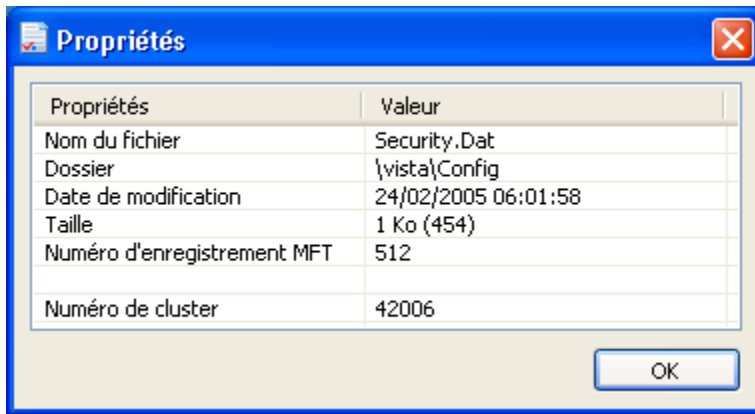 Propriétés
Propriétés Valeur
Nom du fichier Security.Dat
Dossier \vista\Config
Date de modification 24/02/2005 06:01:58
Taille 1 Ko (454)
Numéro d'enregistrement MFT 512
Numéro de cluster 42006
OK